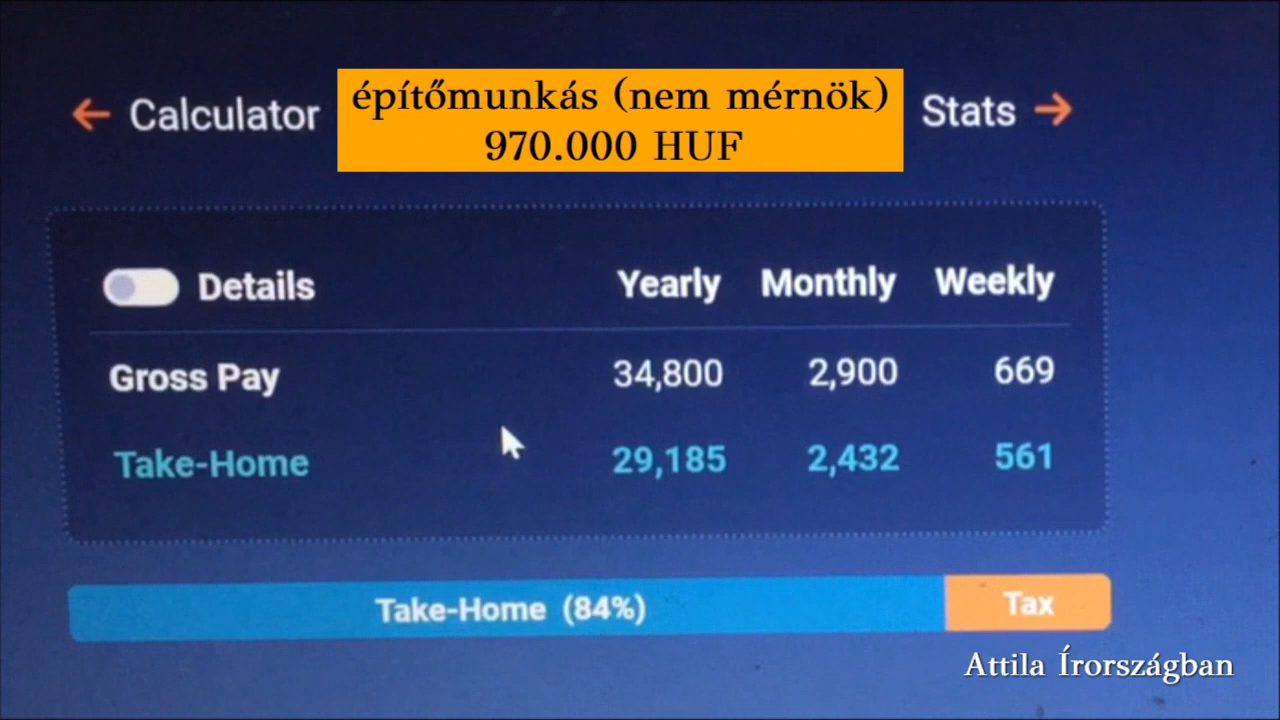 ← Calculator
építőmunkás (nem mérnök)
970.000 HUF
Stats →
Details Yearly Monthly Weekly
Gross Pay 34,800 2,900 669
Take-Home 29,185 2,432 561
Take-Home (84%) Tax
Attila Írországban